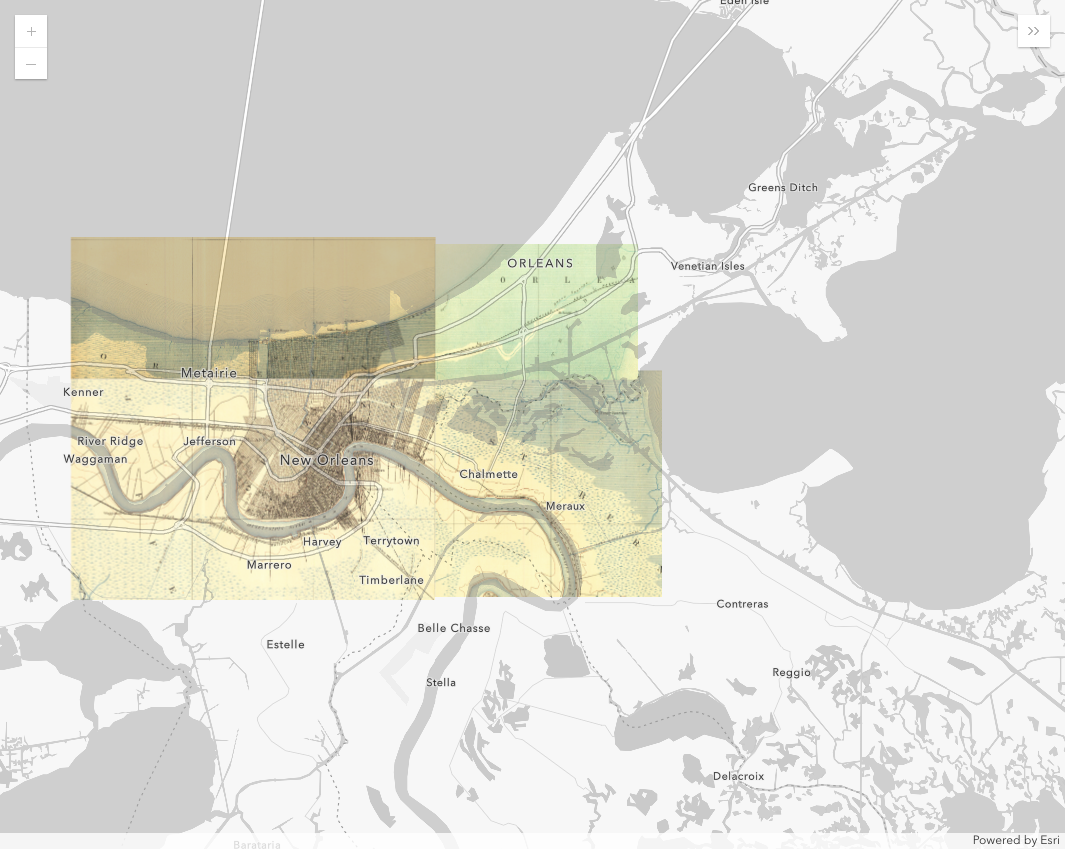 Eden Isle
Greens Ditch
ORLEANS
Venetian Isles
O R L E A
Metairie
Kenner
River Ridge
Jefferson
Waggaman
New Orleans
Chalmette
Meraux
Harvey
Terrytown
Marrero
Timberlane
Contreras
Belle Chasse
Estelle
Reggio
Stella
Delacroix
Powered by Esri
Barataria